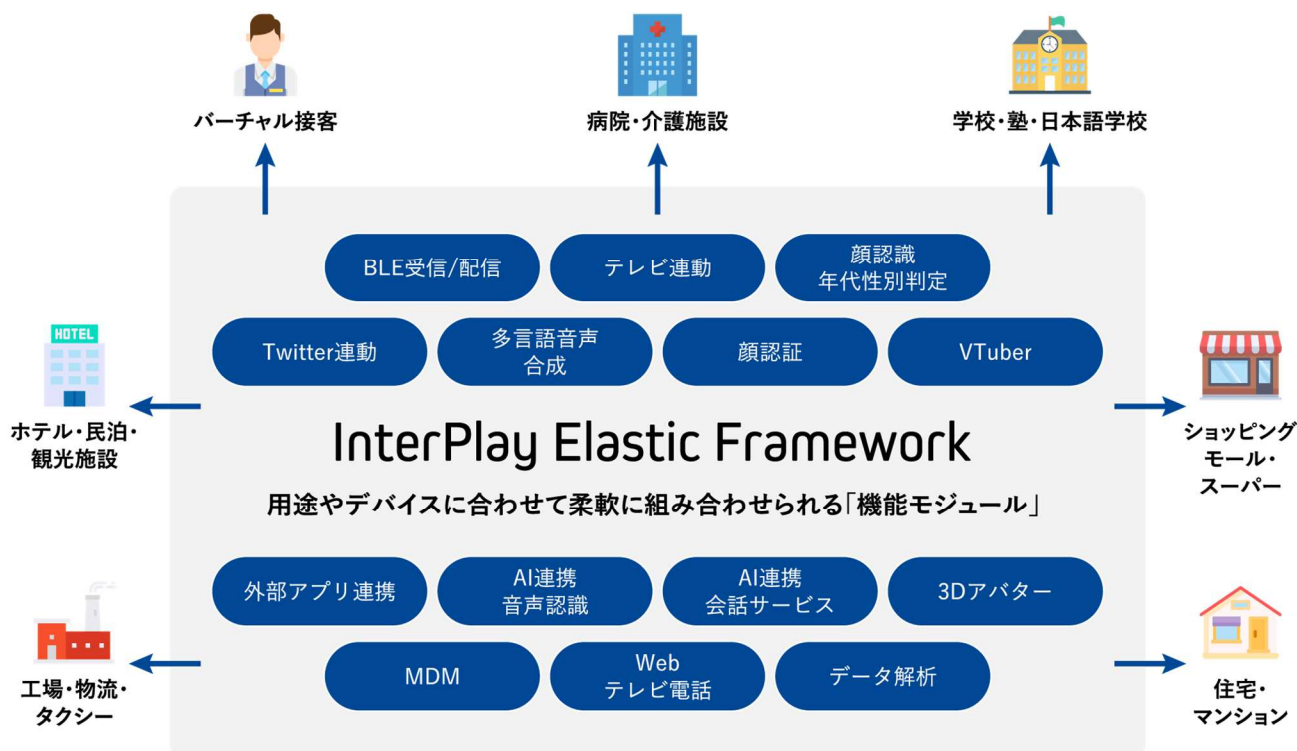 バーチャル接客
病院・介護施設
学校・塾・日本語学校
BLE受信/配信
テレビ連動
顔認識
年代性別判定
Twitter連動
多言語音声
合成
顔認証
VTuber
HOTEL
ホテル・民泊・
観光施設
InterPlay Elastic Framework
用途やデバイスに合わせて柔軟に組み合わせられる「機能モジュール」
ショッピング
モール・
スーパー
外部アプリ連携
AI連携
音声認識
AI連携
会話サービス
3Dアバター
MDM
Web
テレビ電話
データ解析
工場・物流・
タクシー
住宅・
マンション